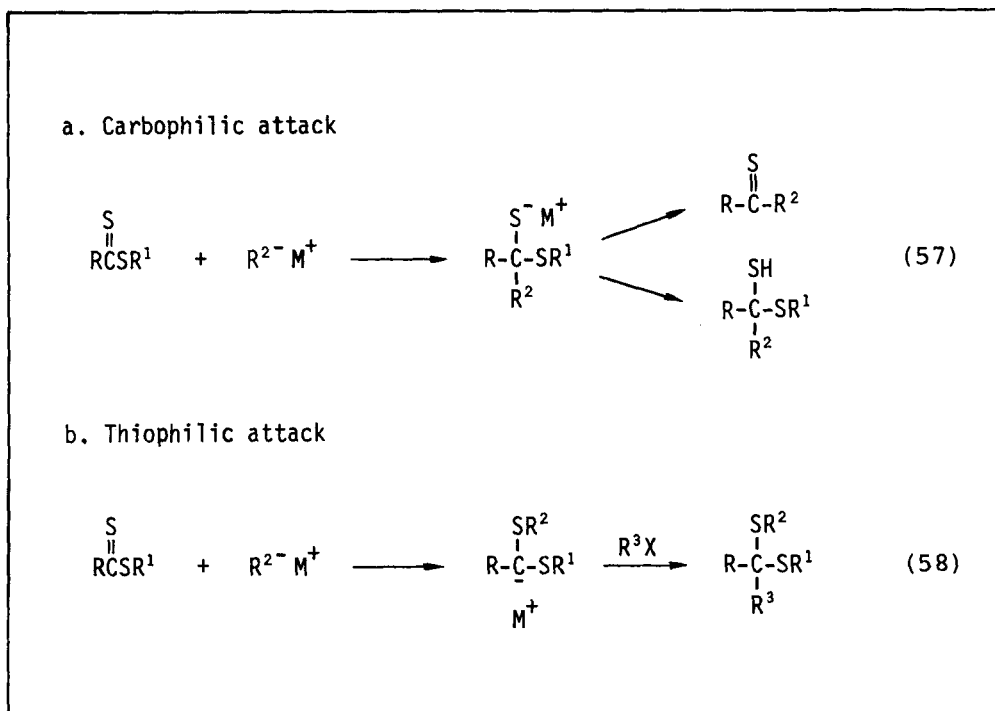 a. Carbophilic attack
S
RCSR¹ + R²⁻ M⁺
S⁻ M⁺
R-C-SR¹
R²
S
R-C-R²
SH
R-C-SR¹
R²
(57)
b. Thiophilic attack
S
RCSR¹ + R²⁻ M⁺
SR²
R-C-SR¹
M⁺
R³X
SR²
R-C-SR¹
R³
(58)